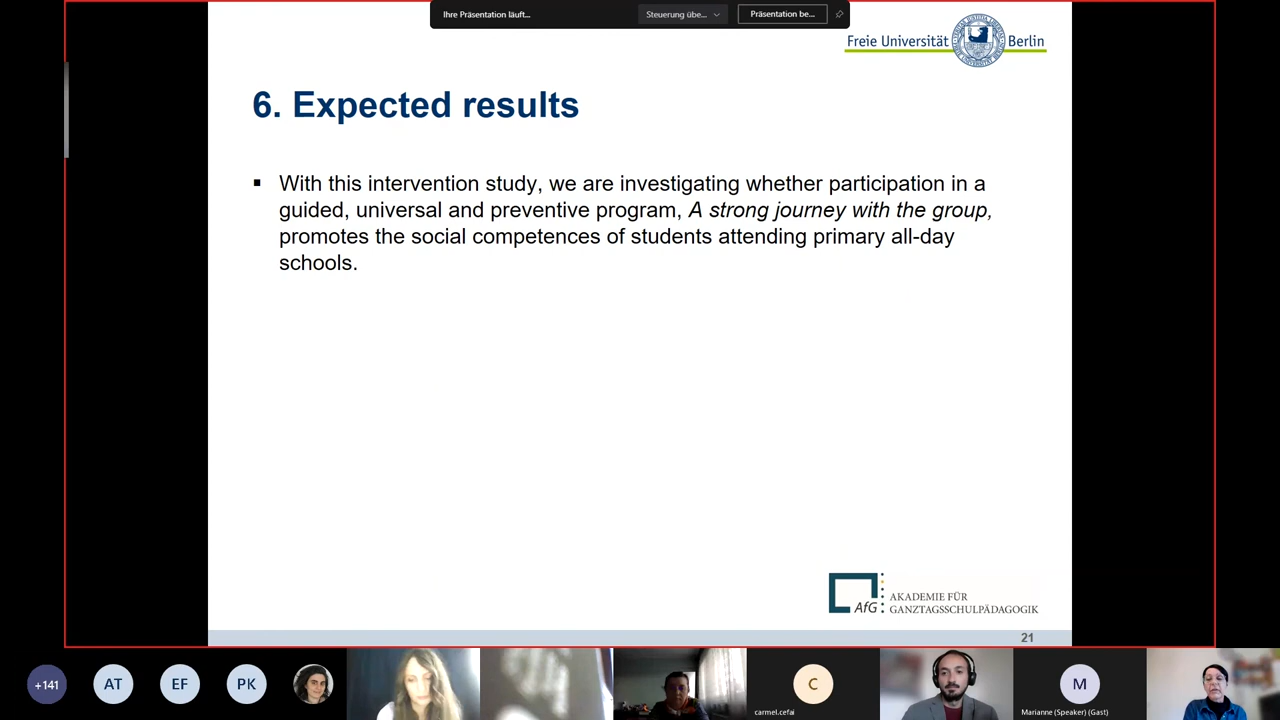 Ihre Präsentation läuft...
Steuerung übe...
Präsentation be...
Freie Universität Berlin
6. Expected results
With this intervention study, we are investigating whether participation in a
guided, universal and preventive program, A strong journey with the group,
promotes the social competences of students attending primary all-day
schools.
AfG
AKADEMIE FÜR
GANZTAGSSCHULPÄDAGOGIK
21
+141
AT
EF
PK
C
carmel.cefai
M
Marianne (Speaker) (Gast)